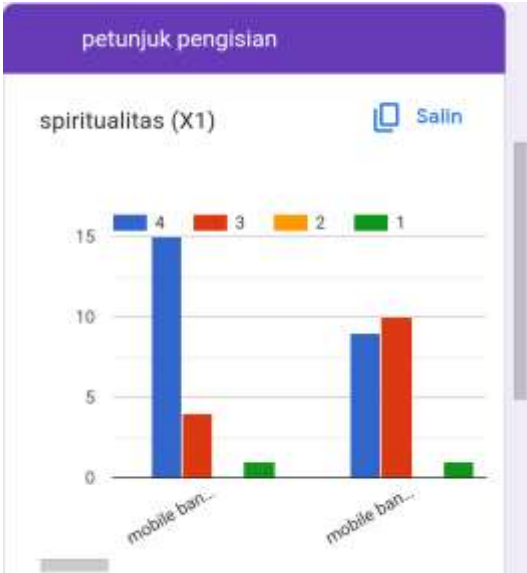 petunjuk pengisian
spiritualitas (X1)
Salin
4 3 2 1
15
10
5
0
mobile ban...
mobile ban...